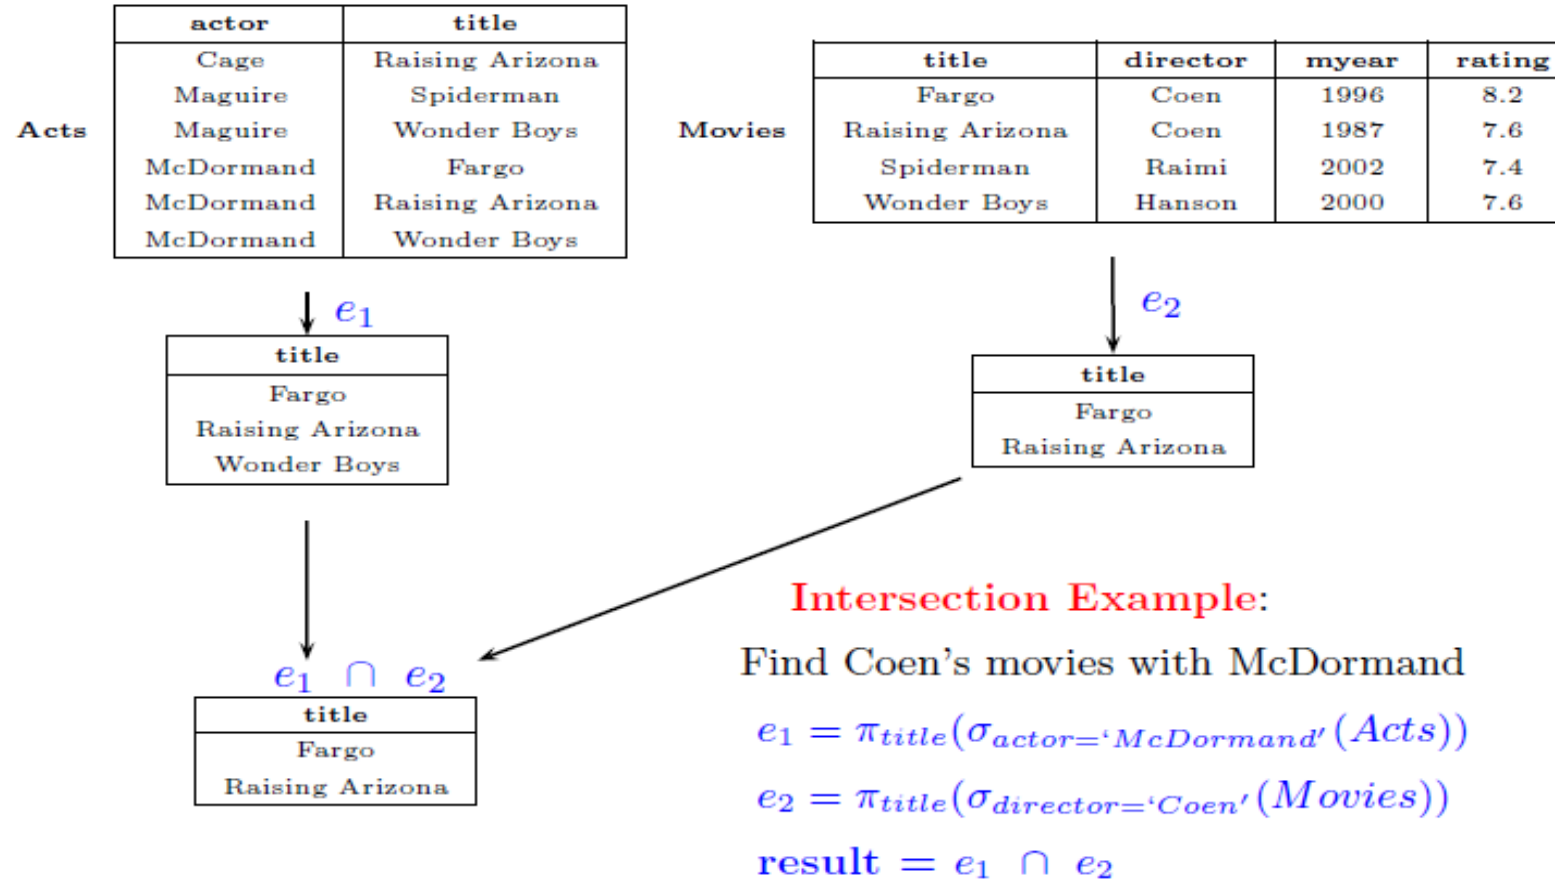 actor title
Cage Raising Arizona
Maguire Spiderman
Acts Maguire Wonder Boys
McDormand Fargo
McDormand Raising Arizona
McDormand Wonder Boys
title director myear rating
Fargo Coen 1996 8.2
Movies Raising Arizona Coen 1987 7.6
Spiderman Raimi 2002 7.4
Wonder Boys Hanson 2000 7.6
e₁
title
Fargo
Raising Arizona
Wonder Boys
e₂
title
Fargo
Raising Arizona
e₁ ∩ e₂
title
Fargo
Raising Arizona
Intersection Example:
Find Coen's movies with McDormand
e₁ = π_title(σ_actor=‘McDormand′(Acts))
e₂ = π_title(σ_director=‘Coen′(Movies))
result = e₁ ∩ e₂